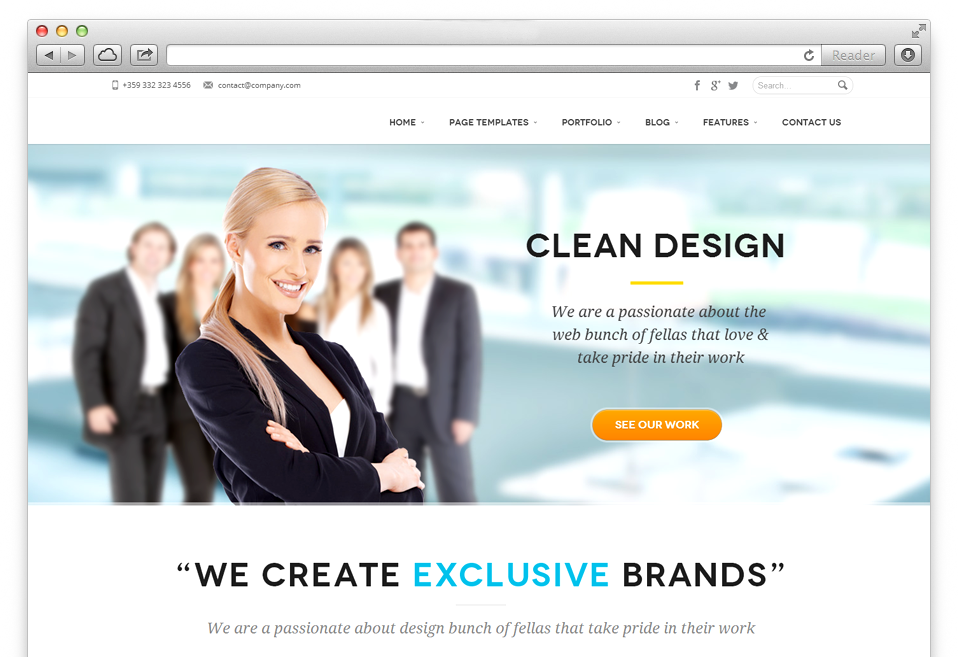 Reader
+359 332 323 4556 contact@company.com
Search...
HOME PAGE TEMPLATES PORTFOLIO BLOG FEATURES CONTACT US
CLEAN DESIGN
We are a passionate about the
web bunch of fellas that love &
take pride in their work
SEE OUR WORK
“WE CREATE EXCLUSIVE BRANDS”
We are a passionate about design bunch of fellas that take pride in their work